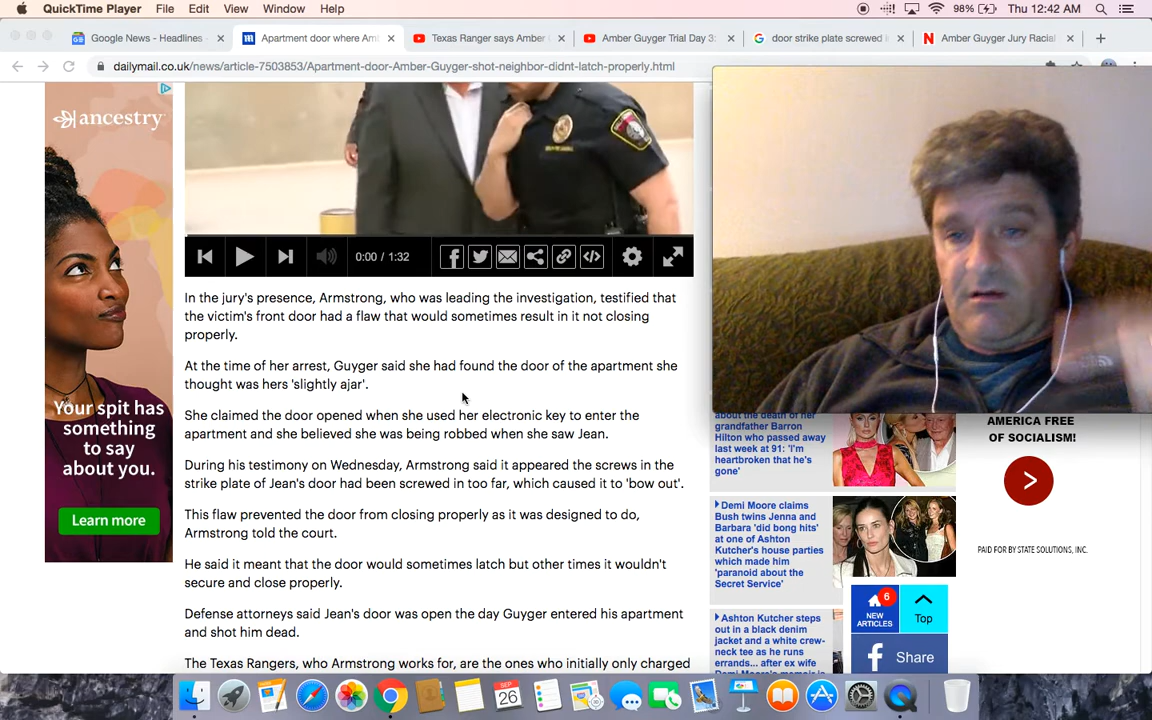 QuickTime Player File Edit View Window Help 98% Thu 12:42 AM
Google News - Headlines -
Apartment door where Amb
Texas Ranger says Amber
Amber Guyger Trial Day 3:
door strike plate screwed i
Amber Guyger Jury Racial
dailymail.co.uk/news/article-7503853/Apartment-door-Amber-Guyger-shot-neighbor-didnt-latch-properly.html
ancestry
Your spit has
something
to say
about you.
Learn more
0:00 / 1:32
In the jury's presence, Armstrong, who was leading the investigation, testified that
the victim's front door had a flaw that would sometimes result in it not closing
properly.
At the time of her arrest, Guyger said she had found the door of the apartment she
thought was hers 'slightly ajar'.
She claimed the door opened when she used her electronic key to enter the
apartment and she believed she was being robbed when she saw Jean.
During his testimony on Wednesday, Armstrong said it appeared the screws in the
strike plate of Jean's door had been screwed in too far, which caused it to 'bow out'.
This flaw prevented the door from closing properly as it was designed to do,
Armstrong told the court.
He said it meant that the door would sometimes latch but other times it wouldn't
secure and close properly.
Defense attorneys said Jean's door was open the day Guyger entered his apartment
and shot him dead.
The Texas Rangers, who Armstrong works for, are the ones who initially only charged
about the death of her
grandfather Barron
Hilton who passed away
last week at 91: 'I'm
heartbroken that he's
gone'
Demi Moore claims
Bush twins Jenna and
Barbara 'did bong hits'
at one of Ashton
Kutcher's house parties
which made him
'paranoid about the
Secret Service'
Ashton Kutcher steps
out in a black denim
jacket and a white crew-
neck tee as he runs
errands... after ex wife
6
NEW
ARTICLES
Top
Share
AMERICA FREE
OF SOCIALISM!
PAID FOR BY STATE SOLUTIONS, INC.
SEP
26